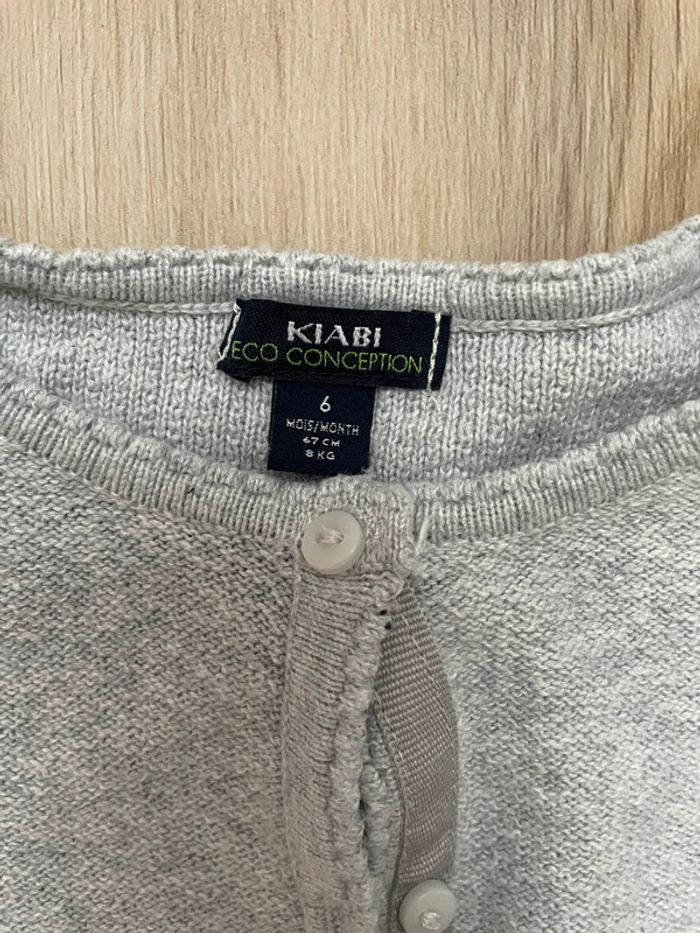 KIABI
ECO CONCEPTION
6
MOIS/MONTH
67 CM
8 KG